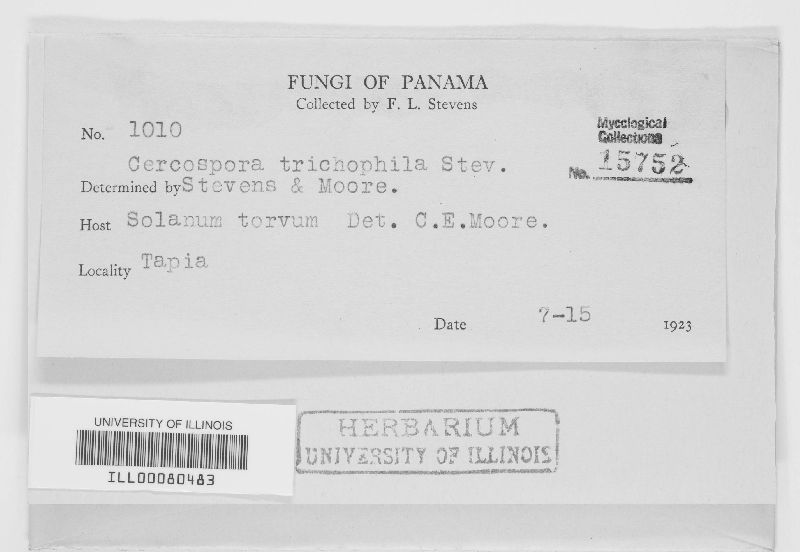 FUNGI OF PANAMA
Collected by F. L. Stevens
No. 1010
Mycological
Collections
No. 15752
Cercospora trichophila Stev.
Determined by Stevens & Moore.
Host Solanum torvum Det. C.E.Moore.
Locality Tapia
Date 7-15 1923
UNIVERSITY OF ILLINOIS
ILL00080483
HERBARIUM
UNIVERSITY OF ILLINOIS